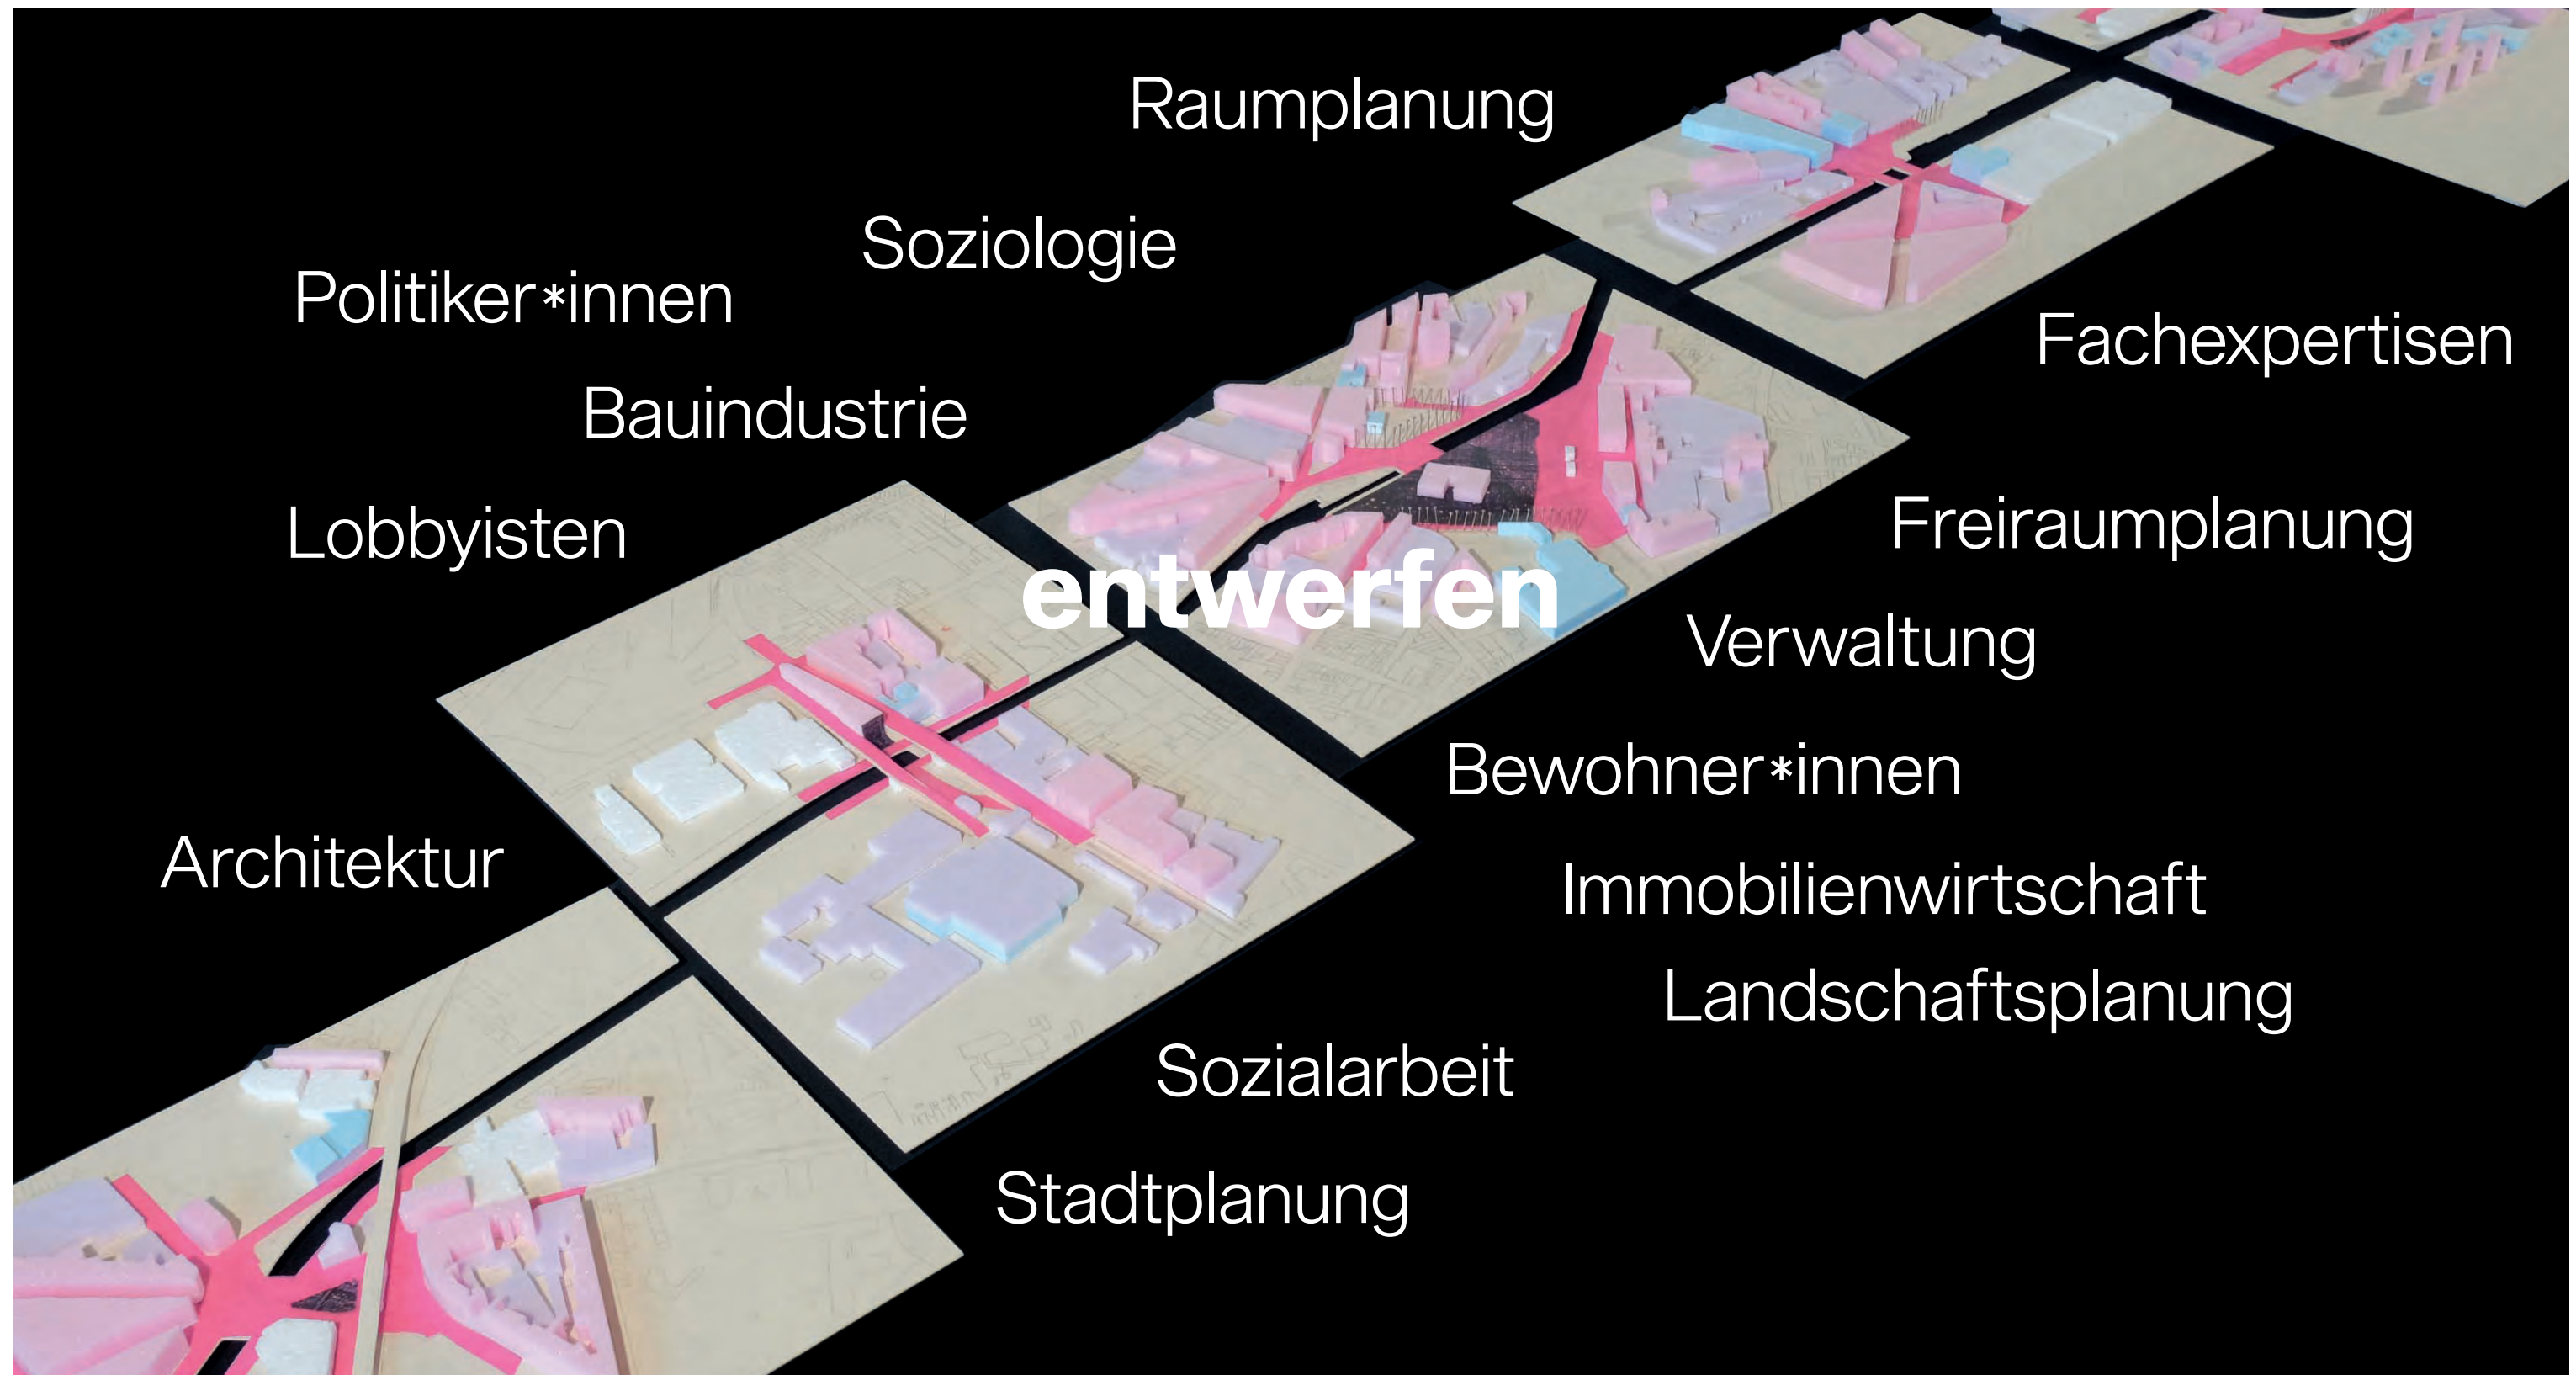 Raumplanung
Soziologie
Politiker*innen
Fachexpertisen
Bauindustrie
Lobbyisten
Freiraumplanung
entwerfen
Verwaltung
Bewohner*innen
Architektur
Immobilienwirtschaft
Landschaftsplanung
Sozialarbeit
Stadtplanung